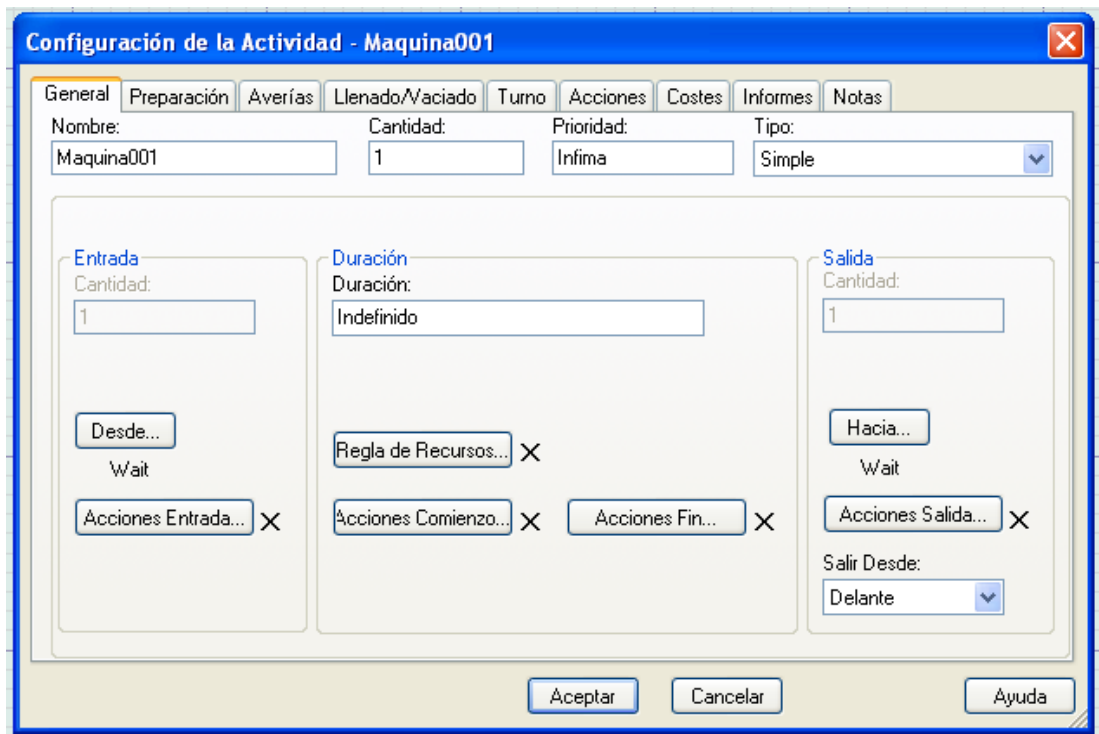 Configuración de la Actividad - Maquina001
General Preparación Averías Llenado/Vaciado Turno Acciones Costes Informes Notas
Nombre: Cantidad: Prioridad: Tipo:
Maquina001 1 Infima Simple
Entrada
Cantidad:
1
Desde...
Wait
Acciones Entrada...
Duración
Duración:
Indefinido
Regla de Recursos...
Acciones Comienzo... Acciones Fin...
Salida
Cantidad:
1
Hacia...
Wait
Acciones Salida...
Salir Desde:
Delante
Aceptar Cancelar Ayuda